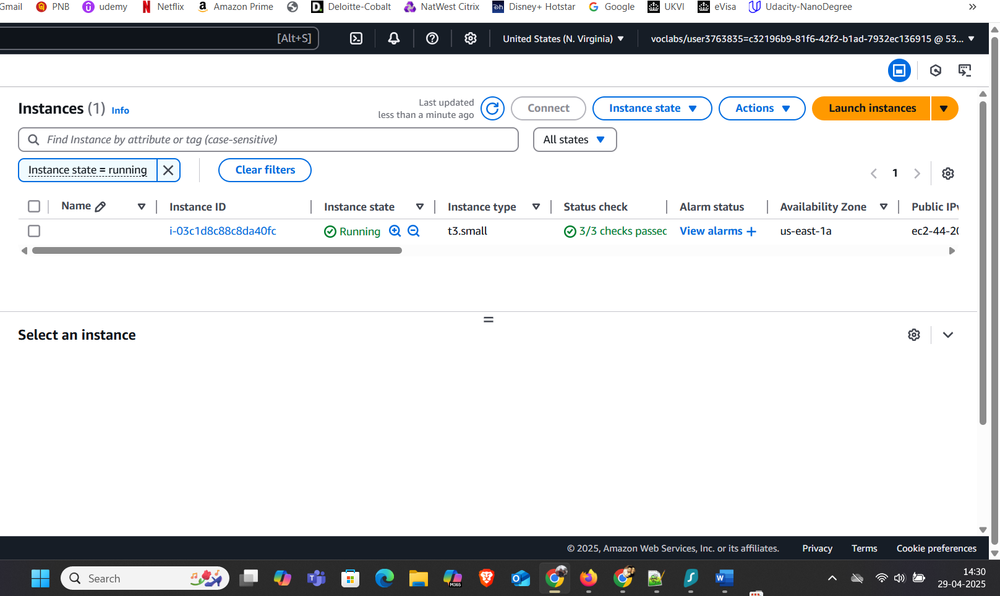 Gmail PNB udemy Netflix Amazon Prime Deloitte-Cobalt NatWest Citrix Disney+ Hotstar Google UKVI eVisa Udacity-NanoDegree
[Alt+S] United States (N. Virginia) voclabs/user3763835=c32196b9-81f6-42f2-b1ad-7932ec136915 @ 53...
Instances (1) Info
Last updated
less than a minute ago
Connect Instance state Actions Launch instances
Find Instance by attribute or tag (case-sensitive) All states
Instance state = running Clear filters 1
Name Instance ID Instance state Instance type Status check Alarm status Availability Zone Public IPv
i-03c1d8c88c8da40fc Running t3.small 3/3 checks passed View alarms + us-east-1a ec2-44-20
Select an instance
© 2025, Amazon Web Services, Inc. or its affiliates. Privacy Terms Cookie preferences
Search 14:30
29-04-2025